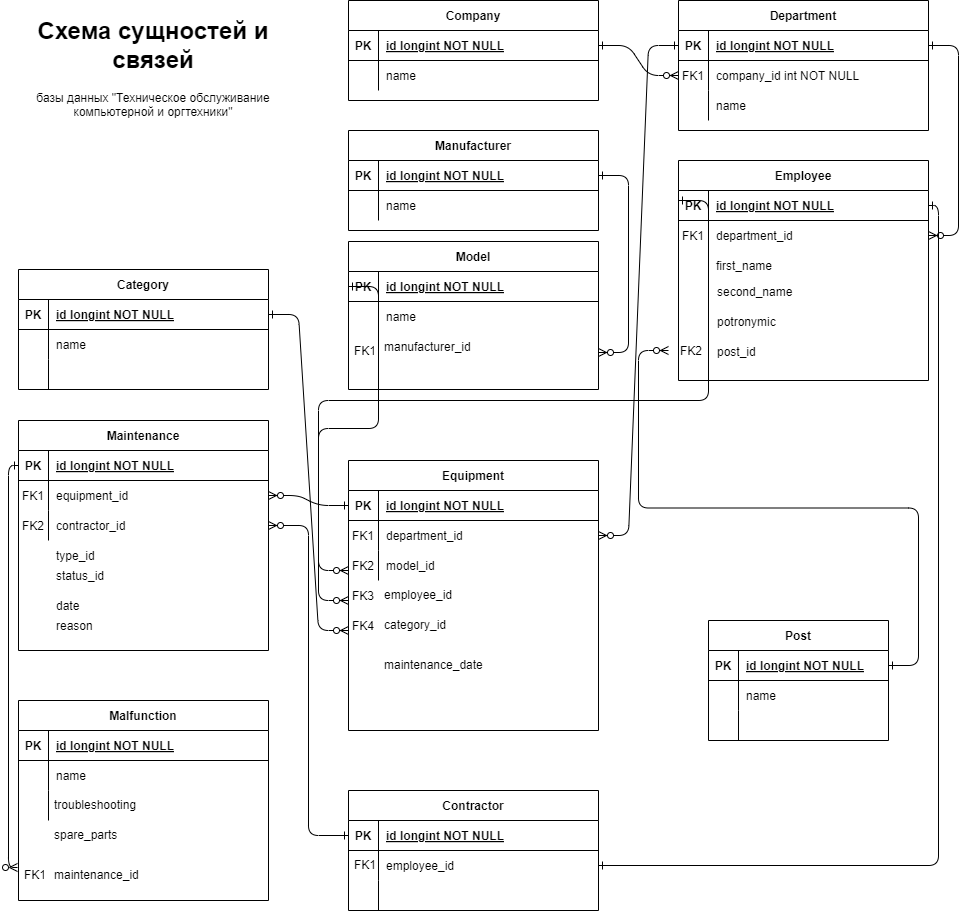 Схема сущностей и
связей
базы данных "Техническое обслуживание
компьютерной и оргтехники"
Company
PK id longint NOT NULL
name
Department
PK id longint NOT NULL
FK1 company_id int NOT NULL
name
Manufacturer
PK id longint NOT NULL
name
Employee
PK id longint NOT NULL
FK1 department_id
first_name
second_name
potronymic
FK2 post_id
Model
PK id longint NOT NULL
name
FK1 manufacturer_id
Category
PK id longint NOT NULL
name
Maintenance
PK id longint NOT NULL
FK1 equipment_id
FK2 contractor_id
type_id
status_id
date
reason
Equipment
PK id longint NOT NULL
FK1 department_id
FK2 model_id
FK3 employee_id
FK4 category_id
maintenance_date
Post
PK id longint NOT NULL
name
Malfunction
PK id longint NOT NULL
name
troubleshooting
spare_parts
FK1 maintenance_id
Contractor
PK id longint NOT NULL
FK1 employee_id